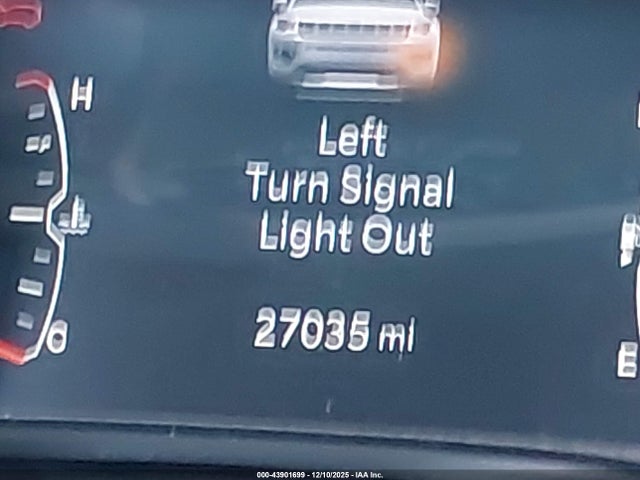 H
Left
Turn Signal
Light Out
27035 mi
C
E
000-43901699 - 12/10/2025 - IAA Inc.